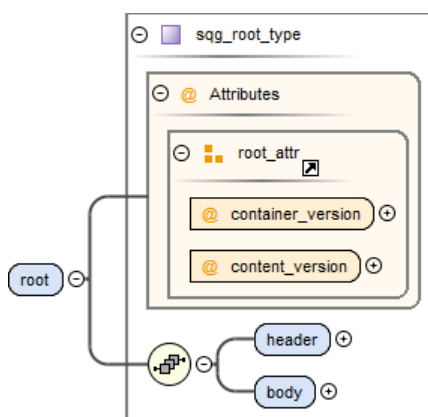 sqg_root_type
@ Attributes
root_attr
@ container_version
@ content_version
root
header
body